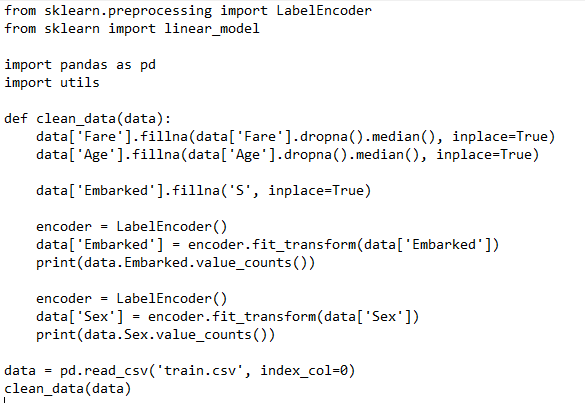 from sklearn.preprocessing import LabelEncoder
from sklearn import linear_model

import pandas as pd
import utils

def clean_data(data):
    data['Fare'].fillna(data['Fare'].dropna().median(), inplace=True)
    data['Age'].fillna(data['Age'].dropna().median(), inplace=True)

    data['Embarked'].fillna('S', inplace=True)

    encoder = LabelEncoder()
    data['Embarked'] = encoder.fit_transform(data['Embarked'])
    print(data.Embarked.value_counts())

    encoder = LabelEncoder()
    data['Sex'] = encoder.fit_transform(data['Sex'])
    print(data.Sex.value_counts())

data = pd.read_csv('train.csv', index_col=0)
clean_data(data)